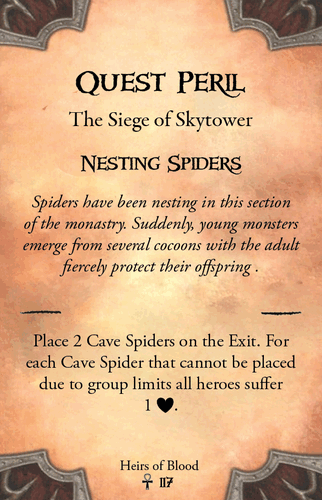 Quest Peril
The Siege of Skytower
Nesting Spiders
Spiders have been nesting in this section
of the monastry. Suddenly, young monsters
emerge from several cocoons with the adult
fiercely protect their offspring .
Place 2 Cave Spiders on the Exit. For
each Cave Spider that cannot be placed
due to group limits all heroes suffer
1 ♥.
Heirs of Blood
☥ 117